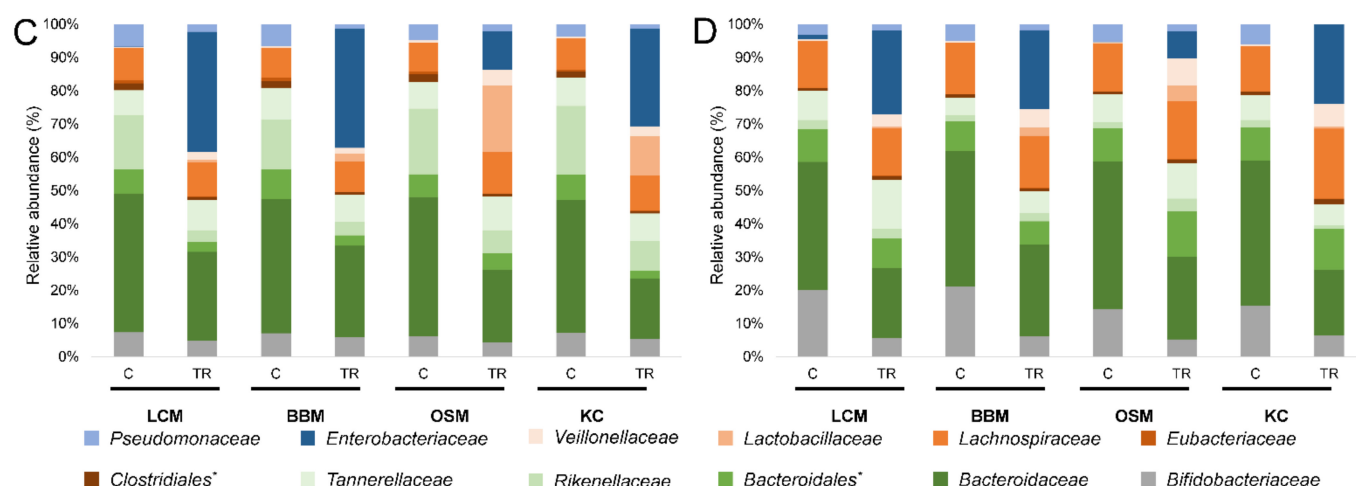 C
D
Relative abundance (%)
100%
90%
80%
70%
60%
50%
40%
30%
20%
10%
0%
C TR C TR C TR C TR
LCM BBM OSM KC
Relative abundance (%)
100%
90%
80%
70%
60%
50%
40%
30%
20%
10%
0%
C TR C TR C TR C TR
LCM BBM OSM KC
Pseudomonaceae Enterobacteriaceae Veillonellaceae Lactobacillaceae Lachnospiraceae Eubacteriaceae
Clostridiales* Tannerellaceae Rikenellaceae Bacteroidales* Bacteroidaceae Bifidobacteriaceae